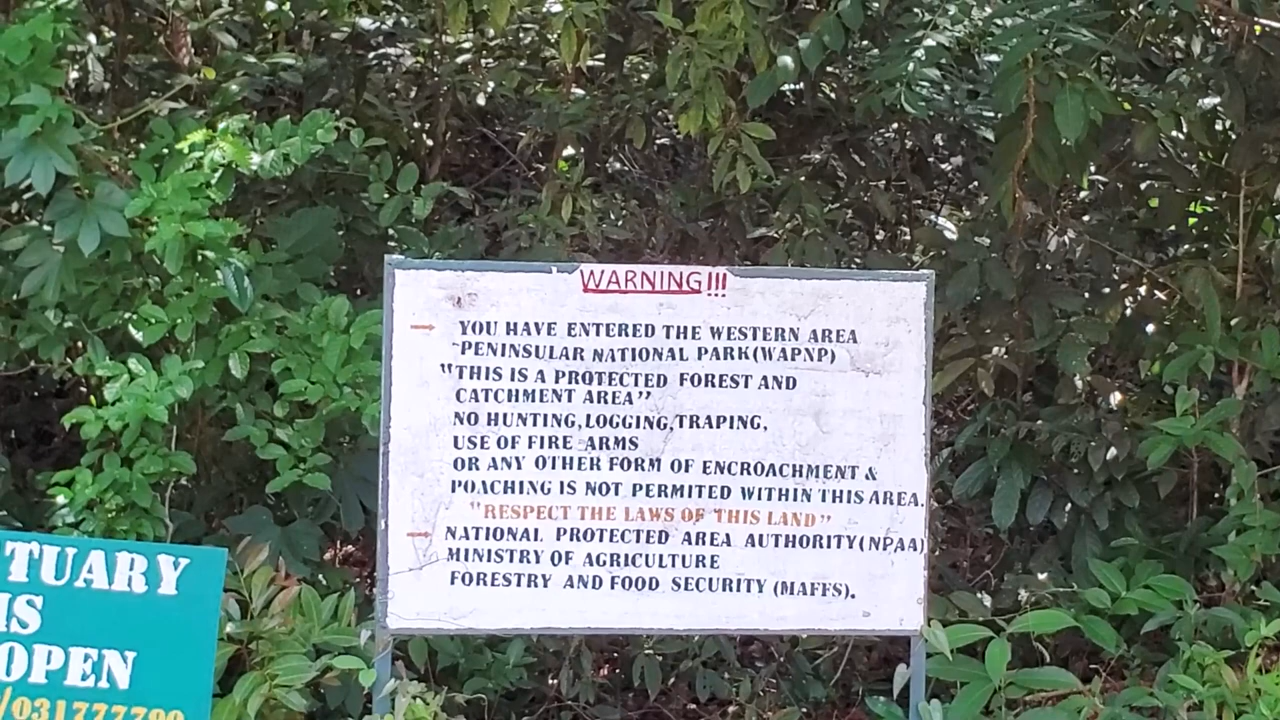 WARNING!!!
YOU HAVE ENTERED THE WESTERN AREA
PENINSULAR NATIONAL PARK(WAPNP)
"THIS IS A PROTECTED FOREST AND
CATCHMENT AREA"
NO HUNTING, LOGGING, TRAPING,
USE OF FIRE ARMS
OR ANY OTHER FORM OF ENCROACHMENT &
POACHING IS NOT PERMITED WITHIN THIS AREA.
"RESPECT THE LAWS OF THIS LAND"
NATIONAL PROTECTED AREA AUTHORITY(NPAA)
MINISTRY OF AGRICULTURE
FORESTRY AND FOOD SECURITY (MAFFS).
TUARY
IS
OPEN